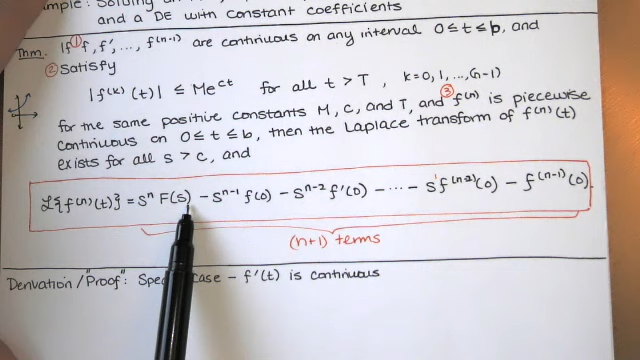 mple: Solving an
and a DE with Constant coefficients
Thm. If ① f, f', ..., f^(n-1) are continuous on any interval 0 ≤ t ≤ b, and
② Satisfy
|f^(k)(t)| ≤ Me^ct for all t > T, k=0, 1, ..., (n-1)
for the same positive constants M, C, and T, and ③ f^(n) is piecewise
continuous on 0 ≤ t ≤ b, then the Laplace transform of f^(n)(t)
exists for all s > c, and
ℒ{f^(n)(t)} = s^n F(s) - s^n-1 f(0) - s^n-2 f'(0) - ... - s' f^(n-2)(0) - f^(n-1)(0).
(n+1) terms
Derivation/"Proof": Spe case - f'(t) is continuous